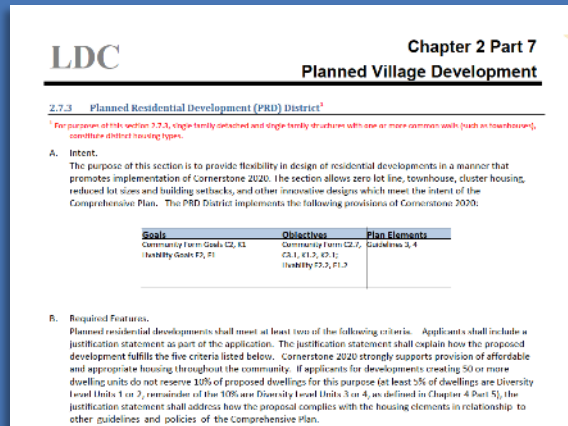 LDC
Chapter 2 Part 7
Planned Village Development
2.7.3 Planned Residential Development (PRD) District¹
¹ For purposes of this section 2.7.3, single family detached and single family structures with one or more common walls (such as townhouses),
constitute distinct housing types.
A. Intent.
The purpose of this section is to provide flexibility in design of residential developments in a manner that
promotes implementation of Cornerstone 2020. The section allows zero lot line, townhouse, cluster housing,
reduced lot sizes and building setbacks, and other innovative designs which meet the intent of the
Comprehensive Plan. The PRD District implements the following provisions of Cornerstone 2020:
Goals Objectives Plan Elements
Community Form Goals C2, K1 Community Form C2.7, Guidelines 3, 4
Livability Goals F2, F1 C3.1, K1.2, K2.1;
Livability F2.2, F1.2
B. Required Features.
Planned residential developments shall meet at least two of the following criteria. Applicants shall include a
justification statement as part of the application. The justification statement shall explain how the proposed
development fulfills the five criteria listed below. Cornerstone 2020 strongly supports provision of affordable
and appropriate housing throughout the community. If applicants for developments creating 50 or more
dwelling units do not reserve 10% of proposed dwellings for this purpose (at least 5% of dwellings are Diversity
Level Units 1 or 2, remainder of the 10% are Diversity Level Units 3 or 4, as defined in Chapter 4 Part 5), the
justification statement shall address how the proposal complies with the housing elements in relationship to
other guidelines and policies of the Comprehensive Plan.